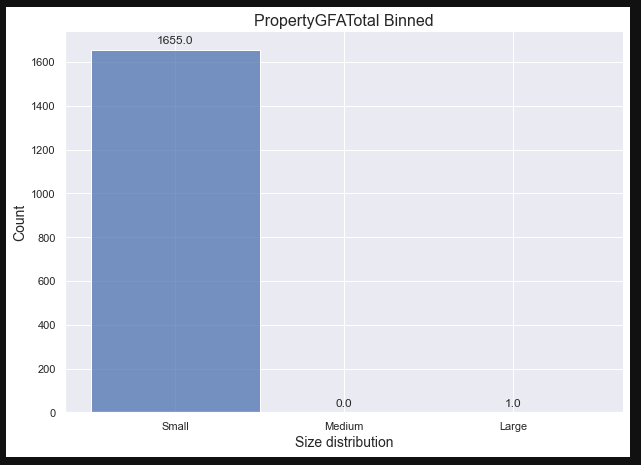 PropertyGFATotal Binned
1655.0
1600
1400
1200
1000
800
600
400
200
0
Count
0.0
1.0
Small
Medium
Large
Size distribution